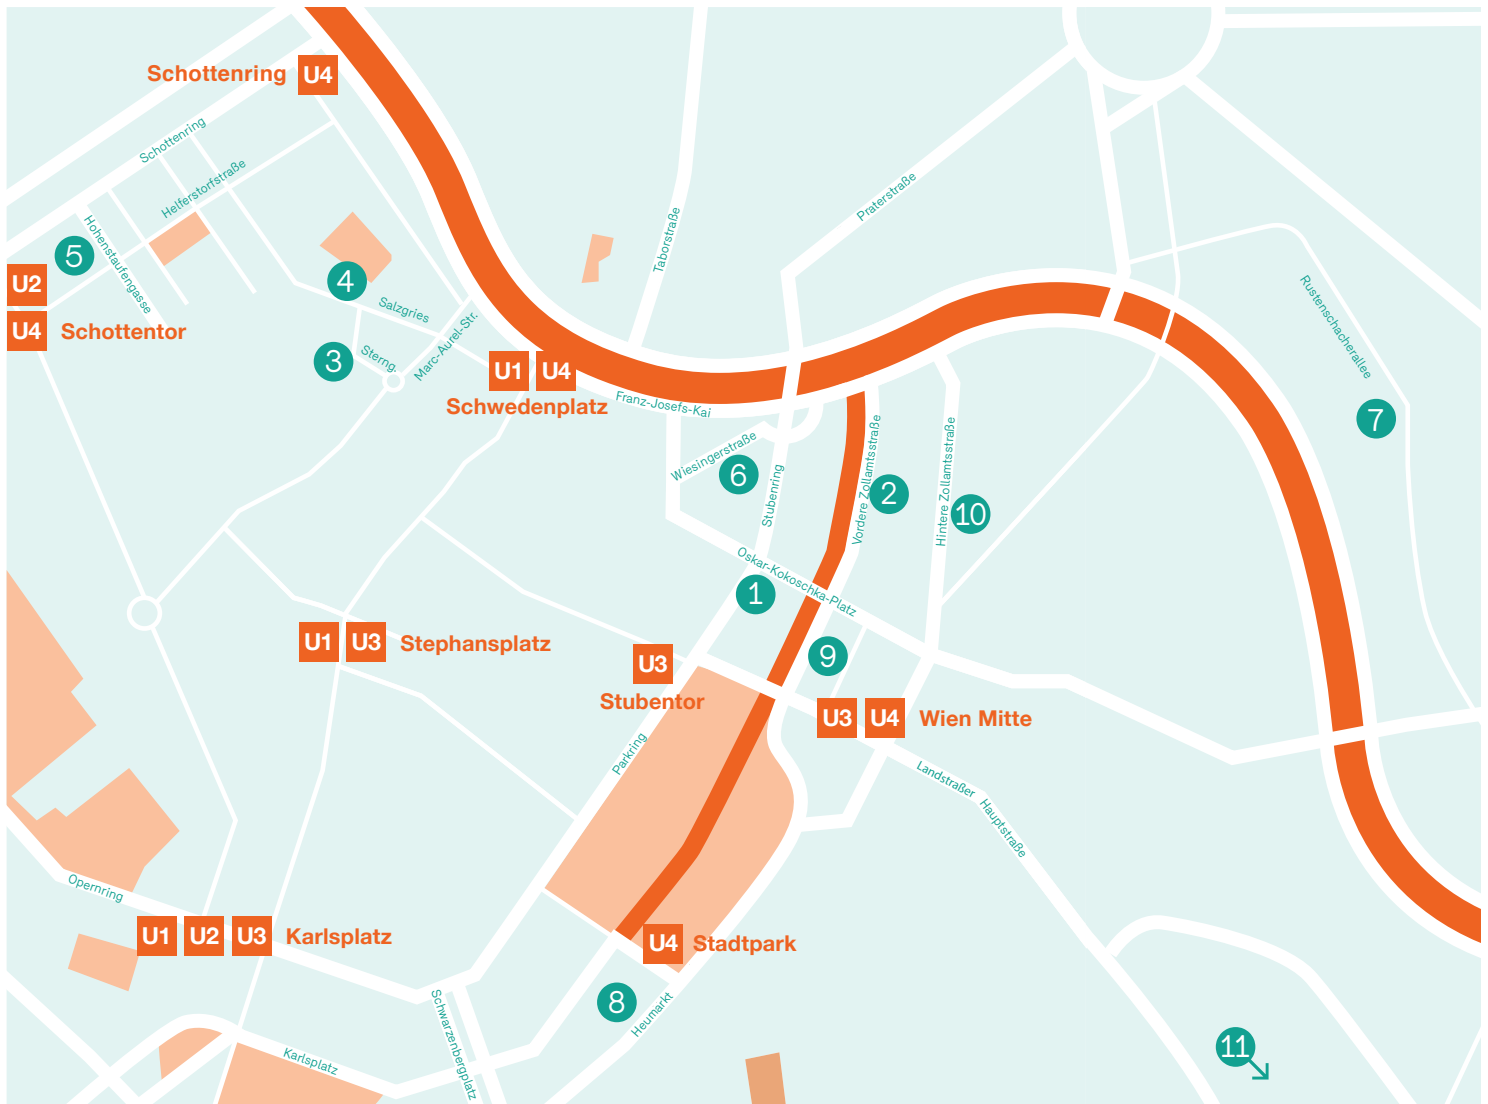 Schottenring U4
Schottenring
Helferstorfstraße
Hohenstaufengasse
5
U2
U4 Schottentor
4
Salzgries
3
Sterng.
Marc-Aurel-Str.
U1 U4
Schwedenplatz
Franz-Josefs-Kai
Taborstraße
Praterstraße
Rustenschacherallee
7
Wiesingerstraße
6
Stubenring
Vordere Zollamtsstraße
2
Hintere Zollamtsstraße
10
Oskar-Kokoschka-Platz
1
9
U1 U3 Stephansplatz
U3
Stubentor
U3 U4 Wien Mitte
Parkring
Landstraßer
Hauptstraße
Opernring
U1 U2 U3 Karlsplatz
U4 Stadtpark
8
Heumarkt
Schwarzenbergplatz
Karlsplatz
11